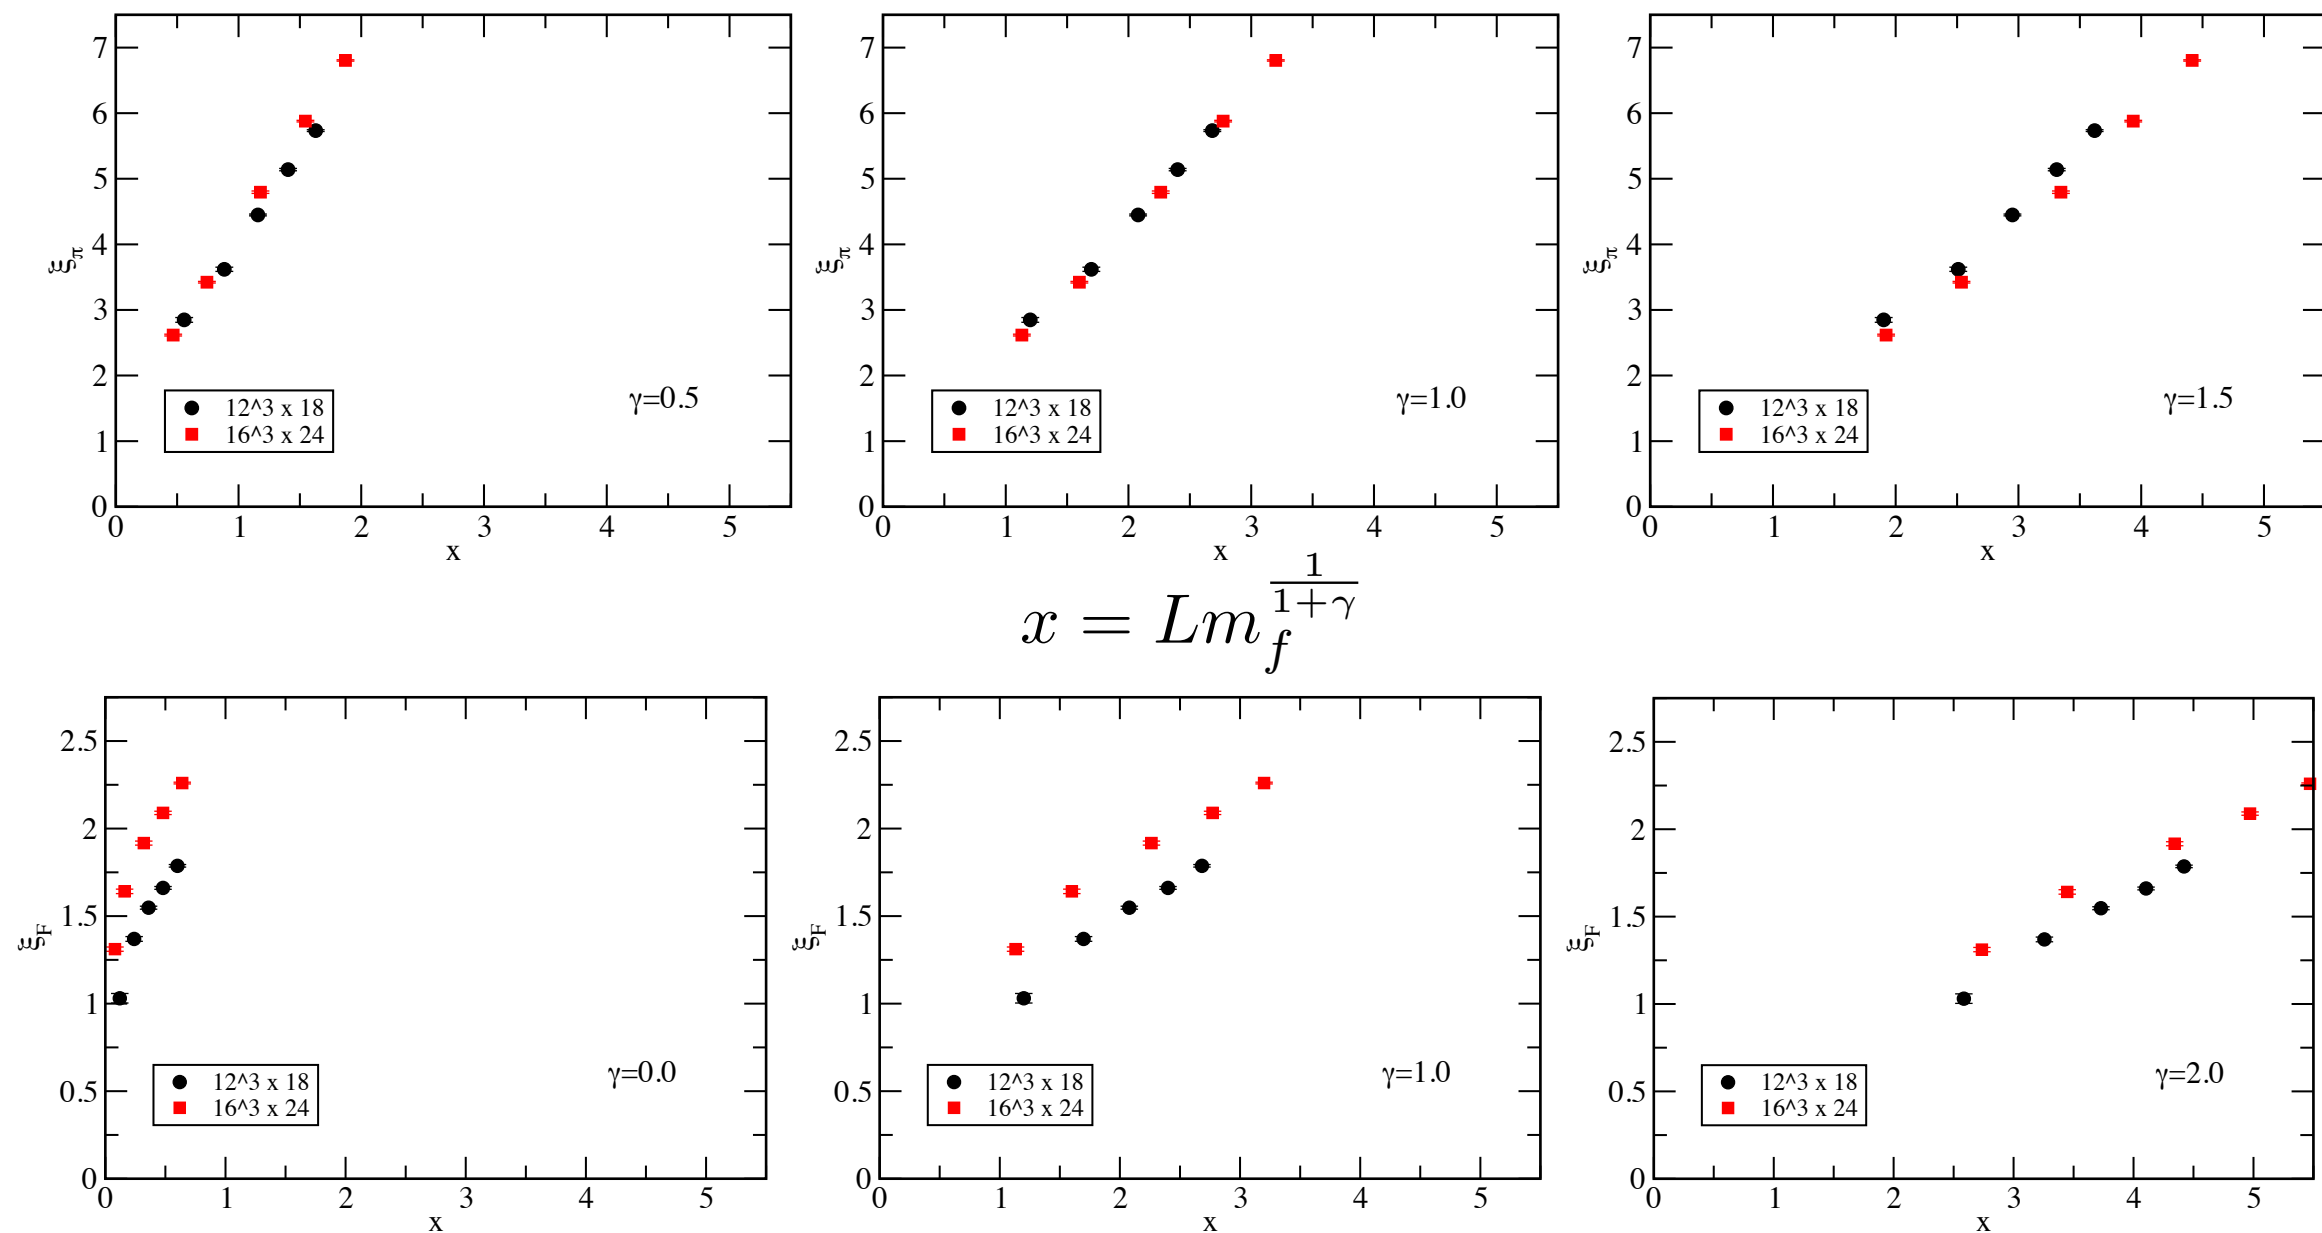 7 7 7
6 6 6
5 5 5
4 4 4
ξπ ξπ ξπ
3 3 3
2 2 2
γ=0.5 γ=1.0 γ=1.5
12^3 x 18 12^3 x 18 12^3 x 18
16^3 x 24 16^3 x 24 16^3 x 24
1 1 1
0 0 0
0 1 2 3 4 5 0 1 2 3 4 5 0 1 2 3 4 5
x x x
x = Lm_f^{\frac{1}{1+γ}}
2.5 2.5 2.5
2 2 2
1.5 1.5 1.5
ξF ξF ξF
1 1 1
γ=0.0 γ=1.0 γ=2.0
12^3 x 18 12^3 x 18 12^3 x 18
0.5 0.5 0.5
16^3 x 24 16^3 x 24 16^3 x 24
0 0 0
0 1 2 3 4 5 0 1 2 3 4 5 0 1 2 3 4 5
x x x